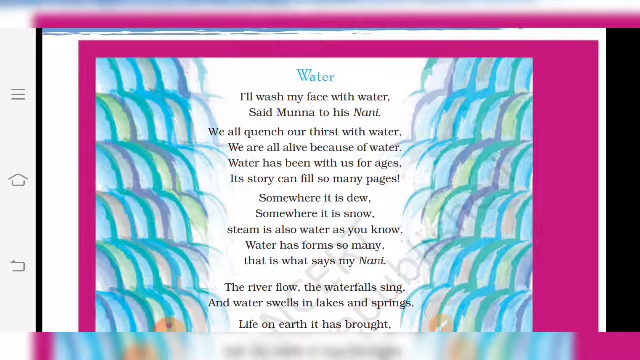 Water
I'll wash my face with water,
Said Munna to his Nani.
We all quench our thirst with water,
We are all alive because of water.
Water has been with us for ages,
Its story can fill so many pages!
Somewhere it is dew,
Somewhere it is snow,
steam is also water as you know,
Water has forms so many,
that is what says my Nani.
The river flow, the waterfalls sing,
And water swells in lakes and springs.
Life on earth it has brought,